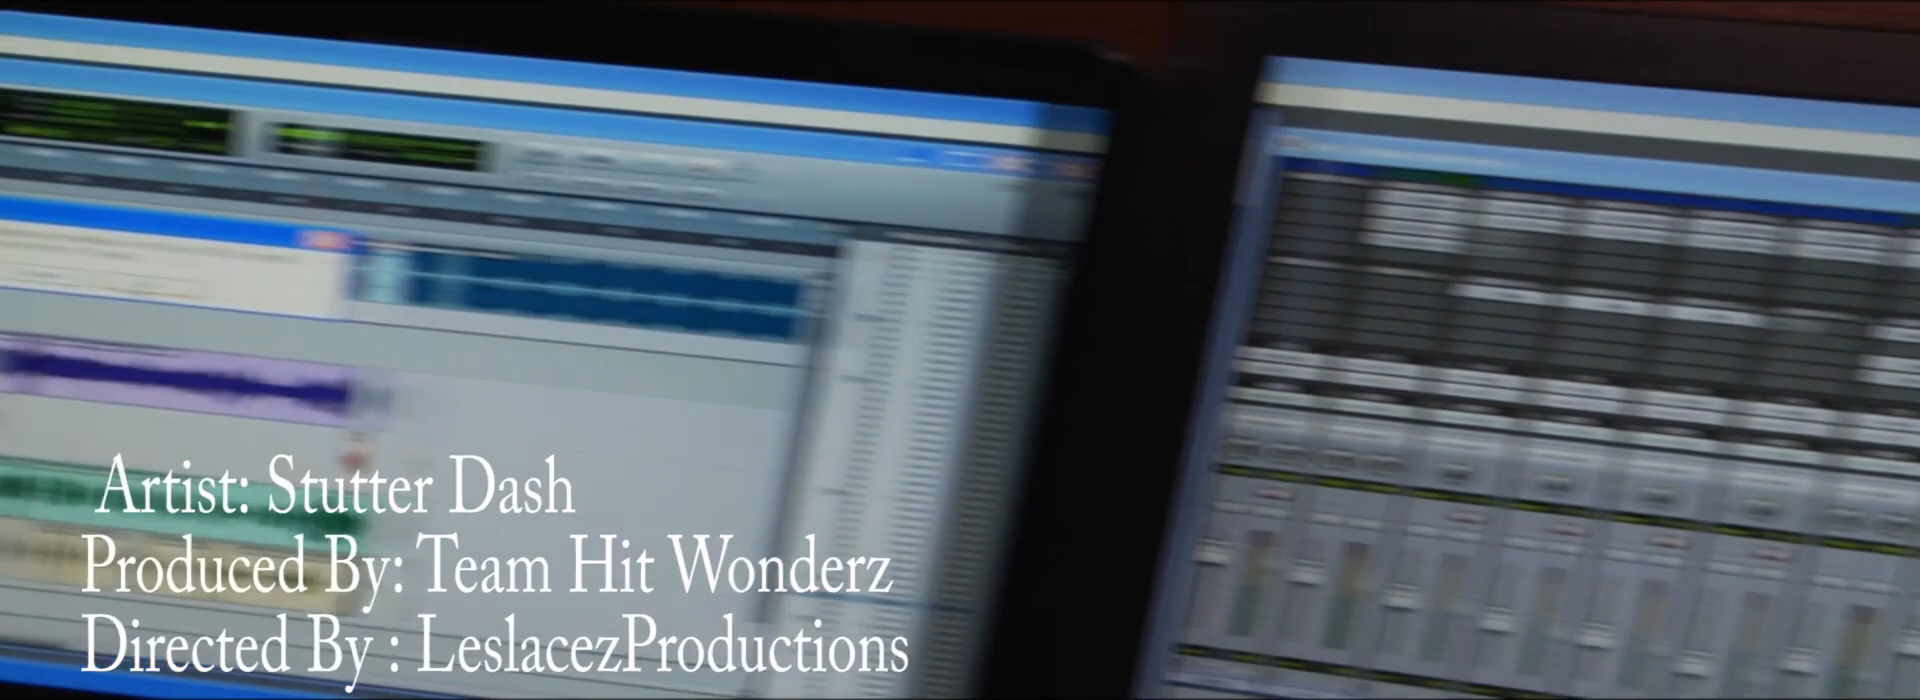 Artist: Stutter Dash
Produced By: Team Hit Wonderz
Directed By : LeslacezProductions